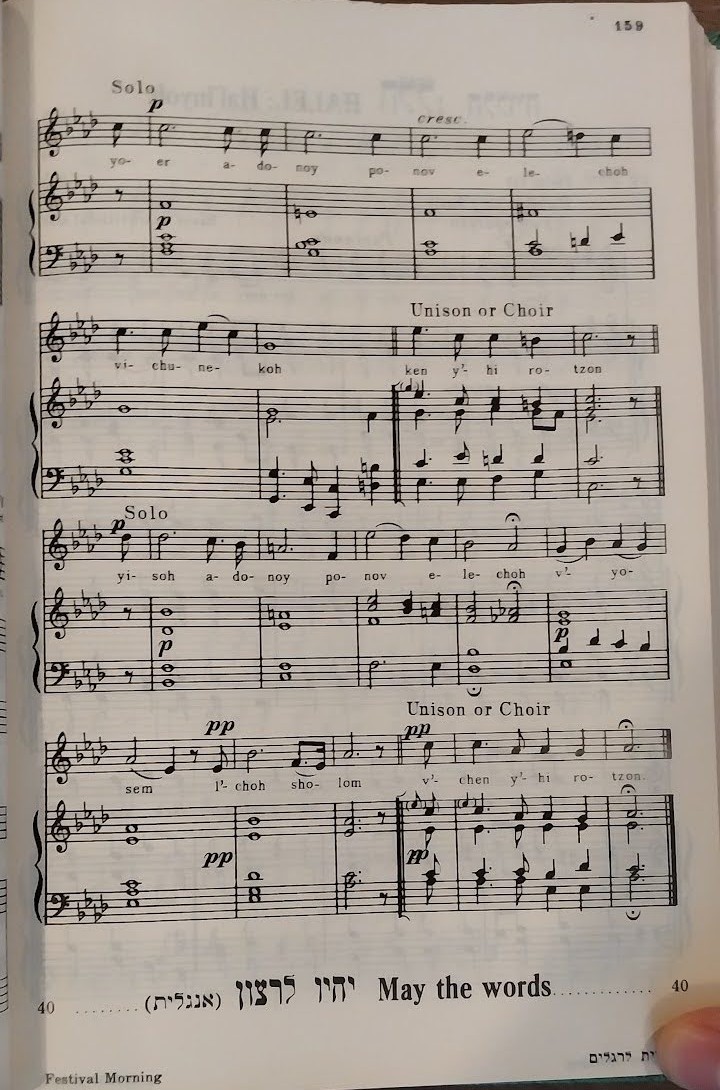 159
Solo
p
cresc.
yo- er a- do- noy po- nov e- le- choh
p
Unison or Choir
vi- chu- ne- koh ken y'- hi ro- tzon
Solo
p
yi- soh a- do- noy po- nov e- le- choh v'- yo-
p
p
Unison or Choir
pp
pp
sem l'- choh sho- lom v'- chen y'- hi ro- tzon.
pp
pp
40 ........ (אנגלית) יהיו לרצון May the words............. 40
ית לרגלים
Festival Morning